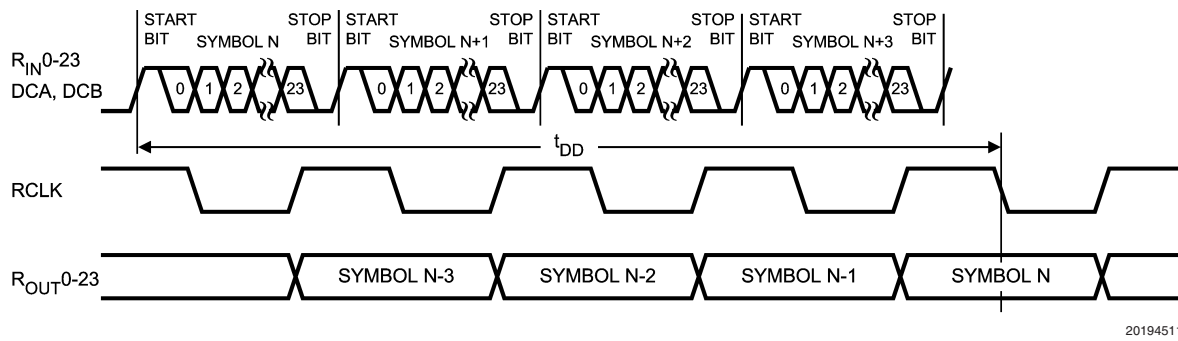 START BIT SYMBOL N STOP BIT
START BIT SYMBOL N+1 STOP BIT
START BIT SYMBOL N+2 STOP BIT
START BIT SYMBOL N+3 STOP BIT
RIN0-23
DCA, DCB
0 1 2 23
0 1 2 23
0 1 2 23
0 1 2 23
tDD
RCLK
ROUT0-23
SYMBOL N-3
SYMBOL N-2
SYMBOL N-1
SYMBOL N
20194511